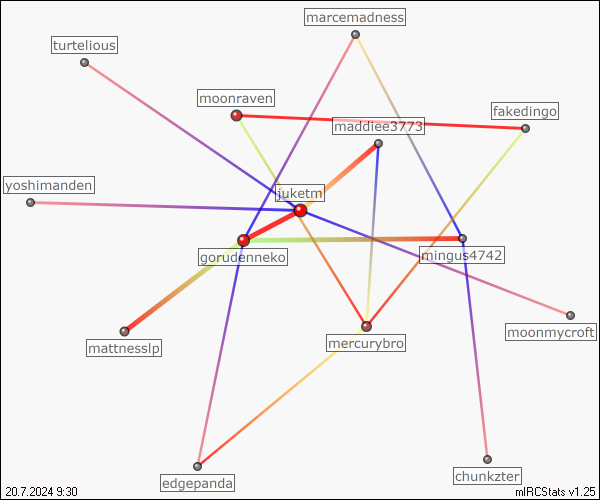 marcemadness
turtelious
moonraven
fakedingo
maddiee3773
yoshimanden
juketm
gorudenneko
mingus4742
moonmycroft
mercurybro
mattnesslp
chunkzter
edgepanda
20.7.2024 9:30
mIRCStats v1.25